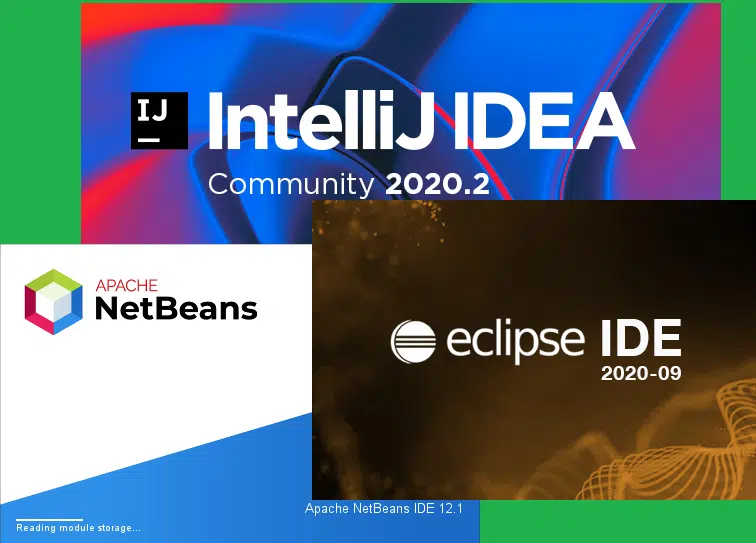 IJ
IntelliJ IDEA
Community 2020.2
APACHE
NetBeans
eclipse IDE
2020-09
Apache NetBeans IDE 12.1
Reading module storage...